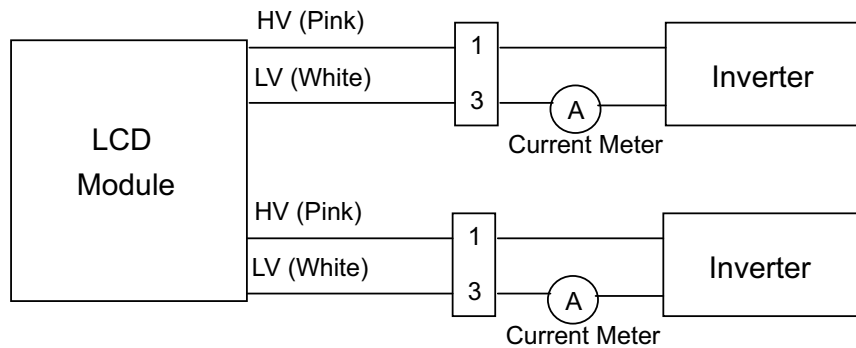 HV (Pink)
1
LV (White)
3
A
Inverter
Current Meter
LCD
Module
HV (Pink)
1
LV (White)
3
A
Inverter
Current Meter